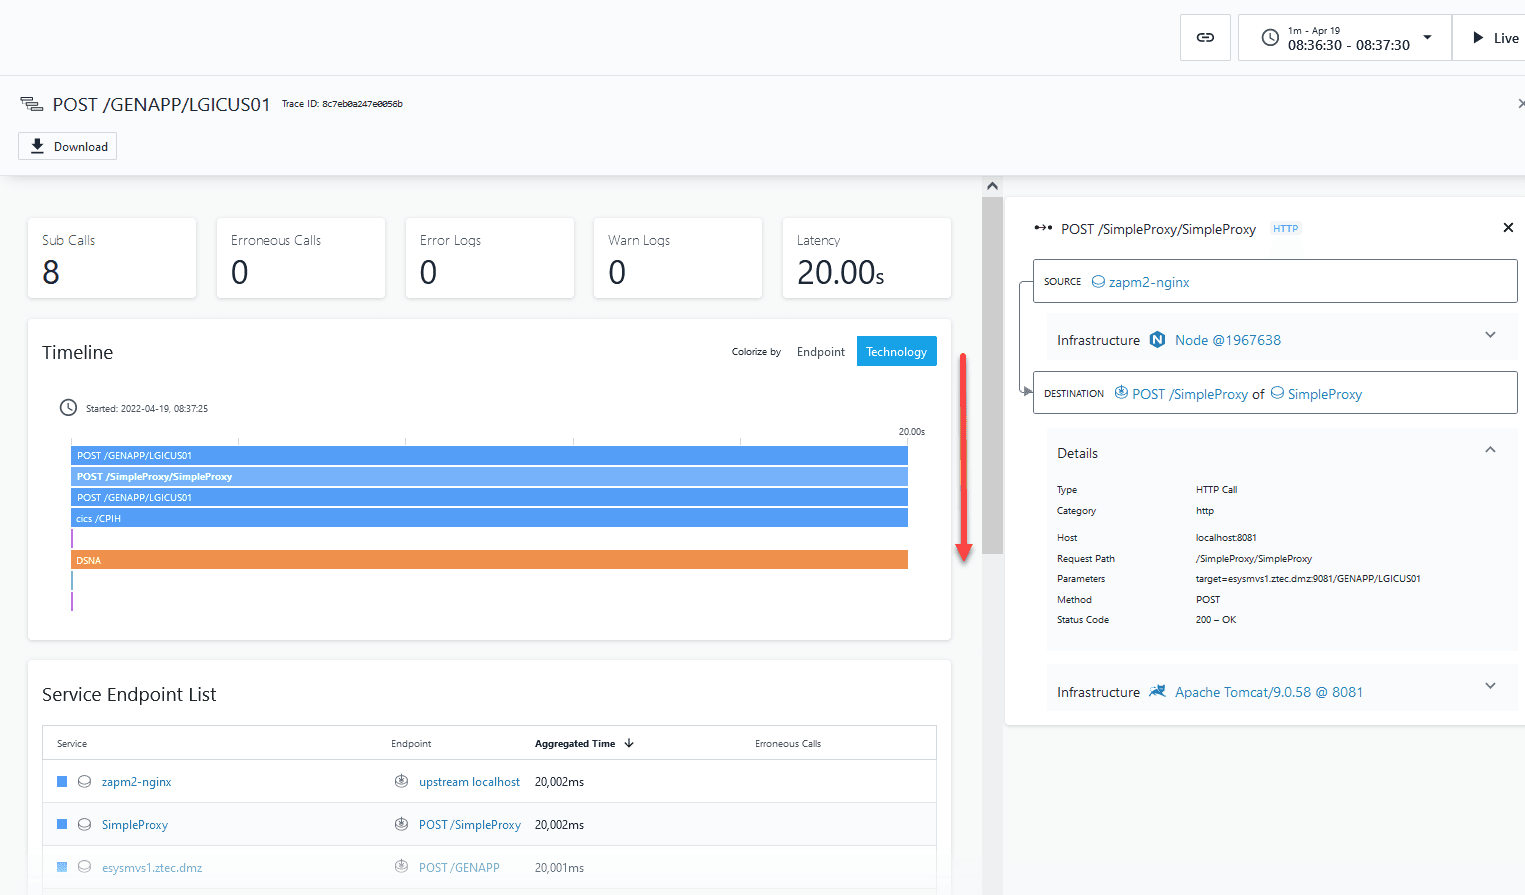 1m - Apr 19
08:36:30 - 08:37:30
Live
POST /GENAPP/LGICUS01 Trace ID: 8c7eb0a247e0056b
Download
Sub Calls
8
Erroneous Calls
0
Error Logs
0
Warn Logs
0
Latency
20.00s
Timeline
Colorize by Endpoint Technology
Started: 2022-04-19, 08:37:25
20.00s
POST /GENAPP/LGICUS01
POST /SimpleProxy/SimpleProxy
POST /GENAPP/LGICUS01
cics /CPIH
DSNA
Service Endpoint List
Service Endpoint Aggregated Time Erroneous Calls
zapm2-nginx upstream localhost 20,002ms
SimpleProxy POST /SimpleProxy 20,002ms
esysmvs1.ztec.dmz POST /GENAPP 20,001ms
POST /SimpleProxy/SimpleProxy HTTP
SOURCE zapm2-nginx
Infrastructure Node @1967638
DESTINATION POST /SimpleProxy of SimpleProxy
Details
Type HTTP Call
Category http
Host localhost:8081
Request Path /SimpleProxy/SimpleProxy
Parameters target=esysmvs1.ztec.dmz:9081/GENAPP/LGICUS01
Method POST
Status Code 200 – OK
Infrastructure Apache Tomcat/9.0.58 @ 8081